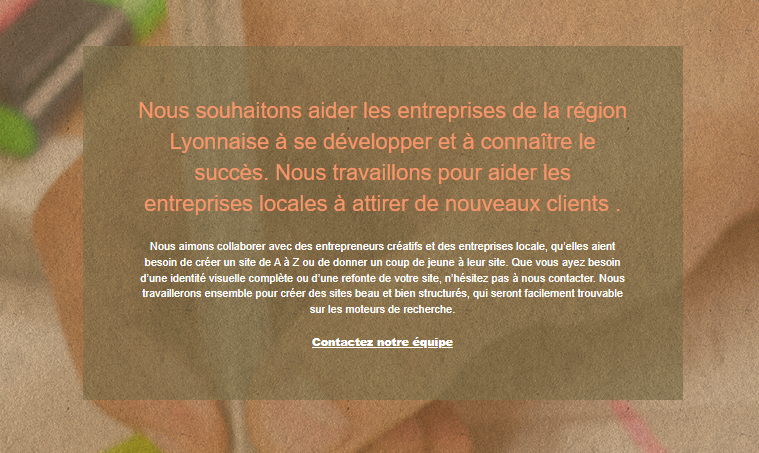 Nous souhaitons aider les entreprises de la région
Lyonnaise à se développer et à connaître le
succès. Nous travaillons pour aider les
entreprises locales à attirer de nouveaux clients .
Nous aimons collaborer avec des entrepreneurs créatifs et des entreprises locale, qu’elles aient
besoin de créer un site de A à Z ou de donner un coup de jeune à leur site. Que vous ayez besoin
d’une identité visuelle complète ou d’une refonte de votre site, n’hésitez pas à nous contacter. Nous
travaillerons ensemble pour créer des sites beau et bien structurés, qui seront facilement trouvable
sur les moteurs de recherche.
Contactez notre équipe